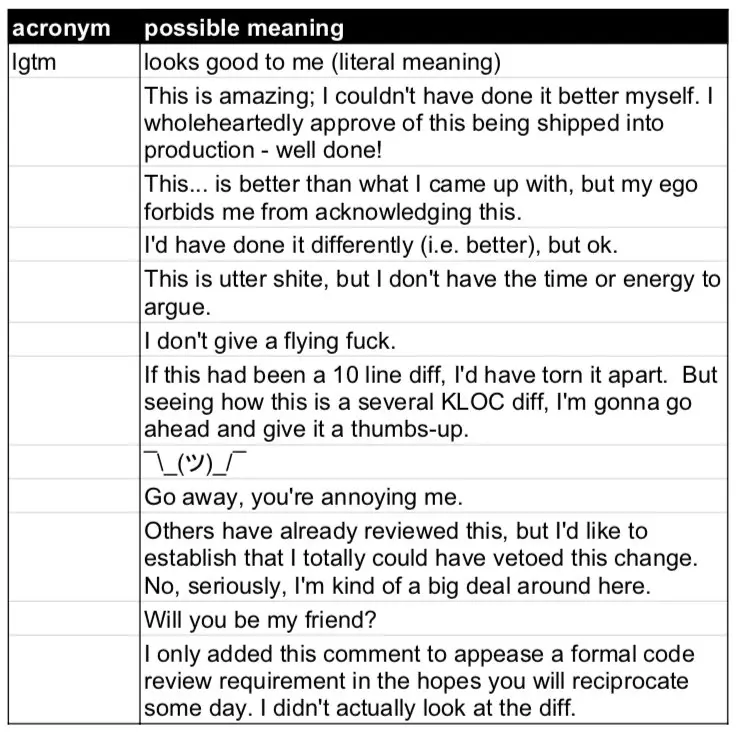 acronym possible meaning
lgtm looks good to me (literal meaning)
This is amazing; I couldn't have done it better myself. I
wholeheartedly approve of this being shipped into
production - well done!
This... is better than what I came up with, but my ego
forbids me from acknowledging this.
I'd have done it differently (i.e. better), but ok.
This is utter shite, but I don't have the time or energy to
argue.
I don't give a flying fuck.
If this had been a 10 line diff, I'd have torn it apart.  But
seeing how this is a several KLOC diff, I'm gonna go
ahead and give it a thumbs-up.
¯\_(ツ)_/¯
Go away, you're annoying me.
Others have already reviewed this, but I'd like to
establish that I totally could have vetoed this change.
No, seriously, I'm kind of a big deal around here.
Will you be my friend?
I only added this comment to appease a formal code
review requirement in the hopes you will reciprocate
some day. I didn't actually look at the diff.